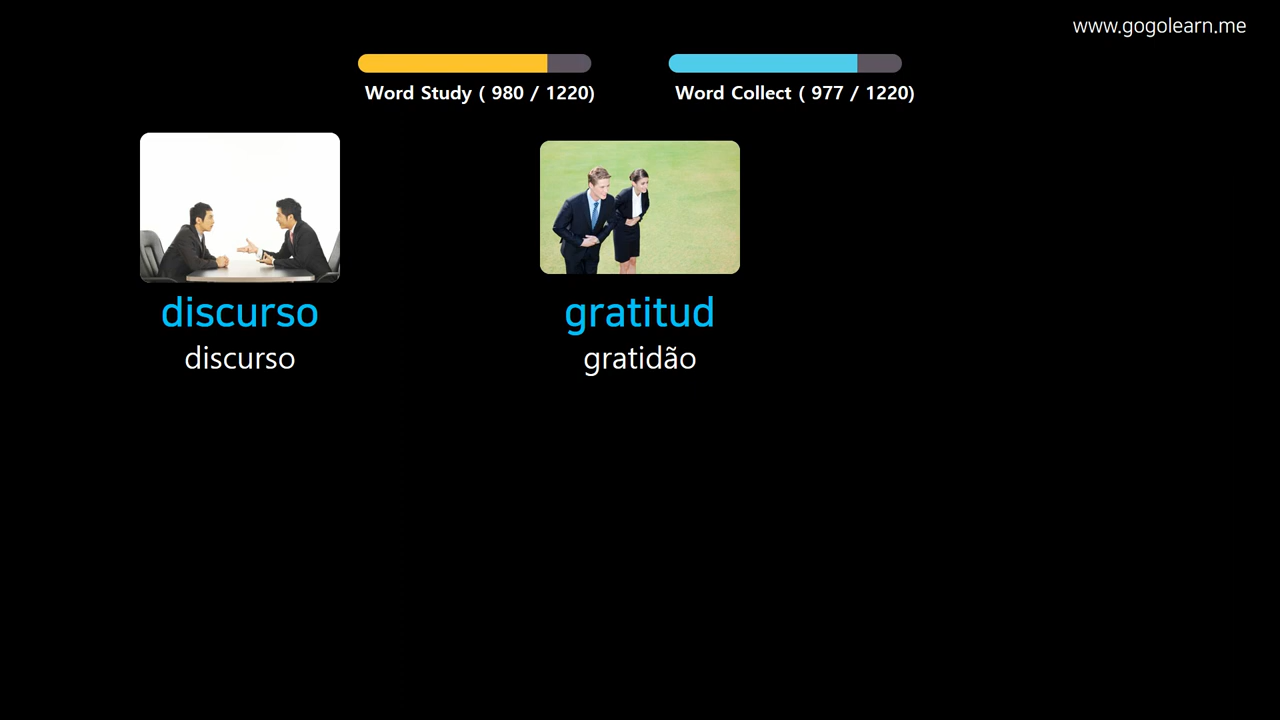 www.gogolearn.me
Word Study ( 980 / 1220)
Word Collect ( 977 / 1220)
discurso
discurso
gratitud
gratidão